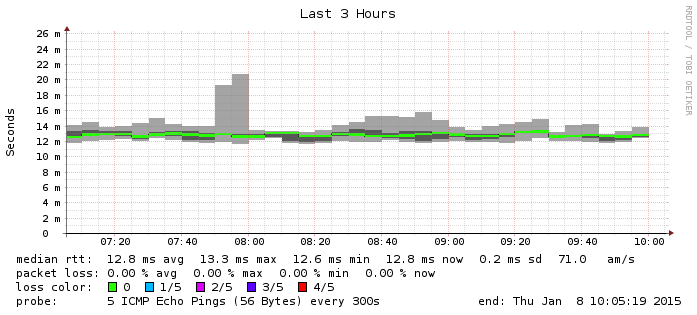 Last 3 Hours
RRDTOOL / TOBI OETIKER
Seconds
26 m
24 m
22 m
20 m
18 m
16 m
14 m
12 m
10 m
8 m
6 m
4 m
2 m
0
07:20 07:40 08:00 08:20 08:40 09:00 09:20 09:40 10:00
median rtt: 12.8 ms avg 13.3 ms max 12.6 ms min 12.8 ms now 0.2 ms sd 71.0 am/s
packet loss: 0.00 % avg 0.00 % max 0.00 % min 0.00 % now
loss color: 0 1/5 2/5 3/5 4/5
probe: 5 ICMP Echo Pings (56 Bytes) every 300s end: Thu Jan 8 10:05:19 2015